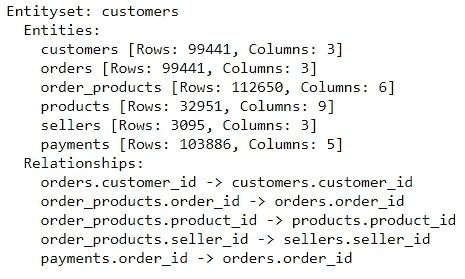 Entityset: customers
Entities:
customers [Rows: 99441, Columns: 3]
orders [Rows: 99441, Columns: 3]
order_products [Rows: 112650, Columns: 6]
products [Rows: 32951, Columns: 9]
sellers [Rows: 3095, Columns: 3]
payments [Rows: 103886, Columns: 5]
Relationships:
orders.customer_id -> customers.customer_id
order_products.order_id -> orders.order_id
order_products.product_id -> products.product_id
order_products.seller_id -> sellers.seller_id
payments.order_id -> orders.order_id